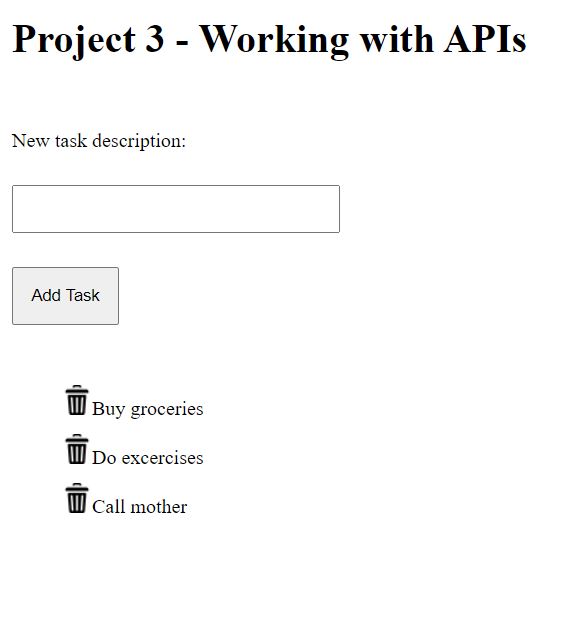 Project 3 - Working with APIs
New task description:
Add Task
Buy groceries
Do excercises
Call mother